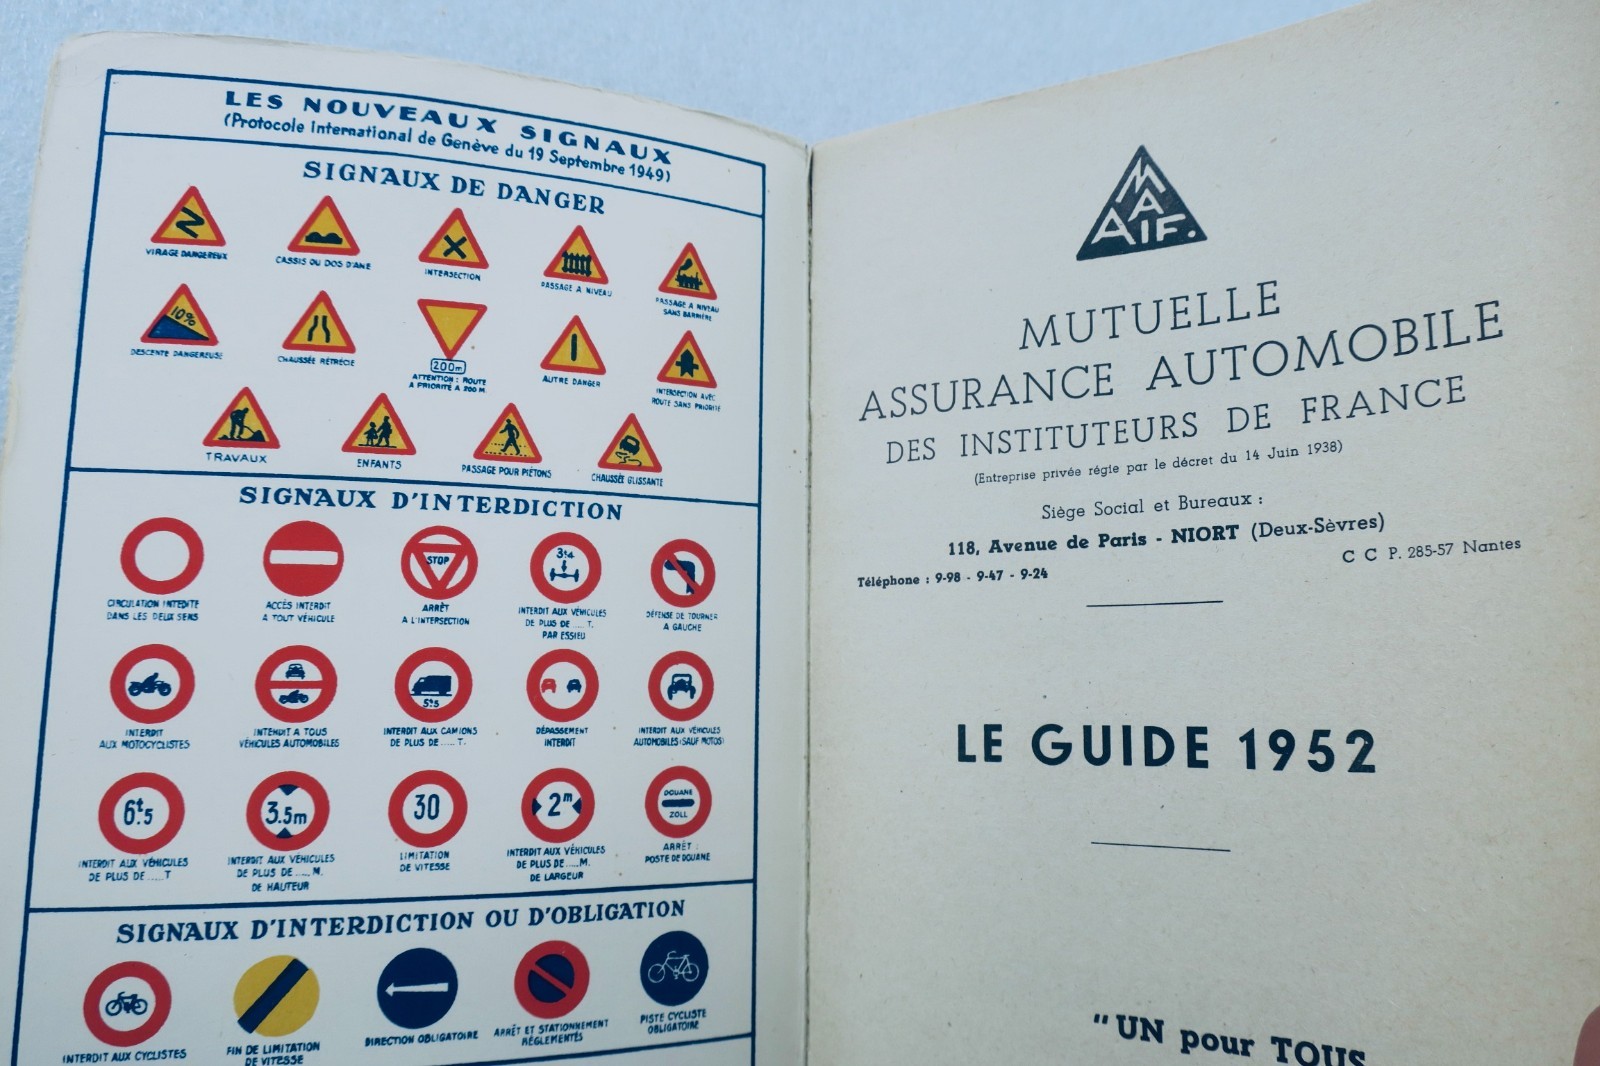 LES NOUVEAUX SIGNAUX
(Protocole International de Genève du 19 Septembre 1949)
SIGNAUX DE DANGER
VIRAGE DANGEREUX
CASSIS OU DOS D'ANE
INTERSECTION
PASSAGE A NIVEAU
PASSAGE A NIVEAU
SANS BARRIÈRE
10%
DESCENTE DANGEREUSE
CHAUSSÉE RÉTRÉCIE
200m
ATTENTION : ROUTE
A PRIORITÉ A 200 M.
AUTRE DANGER
INTERSECTION AVEC
ROUTE SANS PRIORITÉ
TRAVAUX
ENFANTS
PASSAGE POUR PIÉTONS
CHAUSSÉE GLISSANTE
SIGNAUX D'INTERDICTION
CIRCULATION INTERDITE
DANS LES DEUX SENS
ACCÈS INTERDIT
A TOUT VÉHICULE
STOP
ARRÊT
A L'INTERSECTION
3t4
INTERDIT AUX VÉHICULES
DE PLUS DE ..... T.
PAR ESSIEU
DÉFENSE DE TOURNER
A GAUCHE
INTERDIT
AUX MOTOCYCLISTES
INTERDIT A TOUS
VÉHICULES AUTOMOBILES
5t5
INTERDIT AUX CAMIONS
DE PLUS DE ..... T.
DÉPASSEMENT
INTERDIT
INTERDIT AUX VÉHICULES
AUTOMOBILES (SAUF MOTOS)
6t5
INTERDIT AUX VÉHICULES
DE PLUS DE ..... T
3.5m
INTERDIT AUX VÉHICULES
DE PLUS DE ..... M.
DE HAUTEUR
30
LIMITATION
DE VITESSE
2m
INTERDIT AUX VÉHICULES
DE PLUS DE ..... M.
DE LARGEUR
DOUANE
ZOLL
ARRÊT :
POSTE DE DOUANE
SIGNAUX D'INTERDICTION OU D'OBLIGATION
INTERDIT AUX CYCLISTES
FIN DE LIMITATION
DE VITESSE
DIRECTION OBLIGATOIRE
ARRÊT ET STATIONNEMENT
RÉGLEMENTÉS
PISTE CYCLISTE
OBLIGATOIRE
MAAIF.
MUTUELLE
ASSURANCE AUTOMOBILE
DES INSTITUTEURS DE FRANCE
(Entreprise privée régie par le décret du 14 Juin 1938)
Siège Social et Bureaux :
118, Avenue de Paris - NIORT (Deux-Sèvres)
C C P. 285-57 Nantes
Téléphone : 9-98 - 9-47 - 9-24
LE GUIDE 1952
"UN pour TOUS